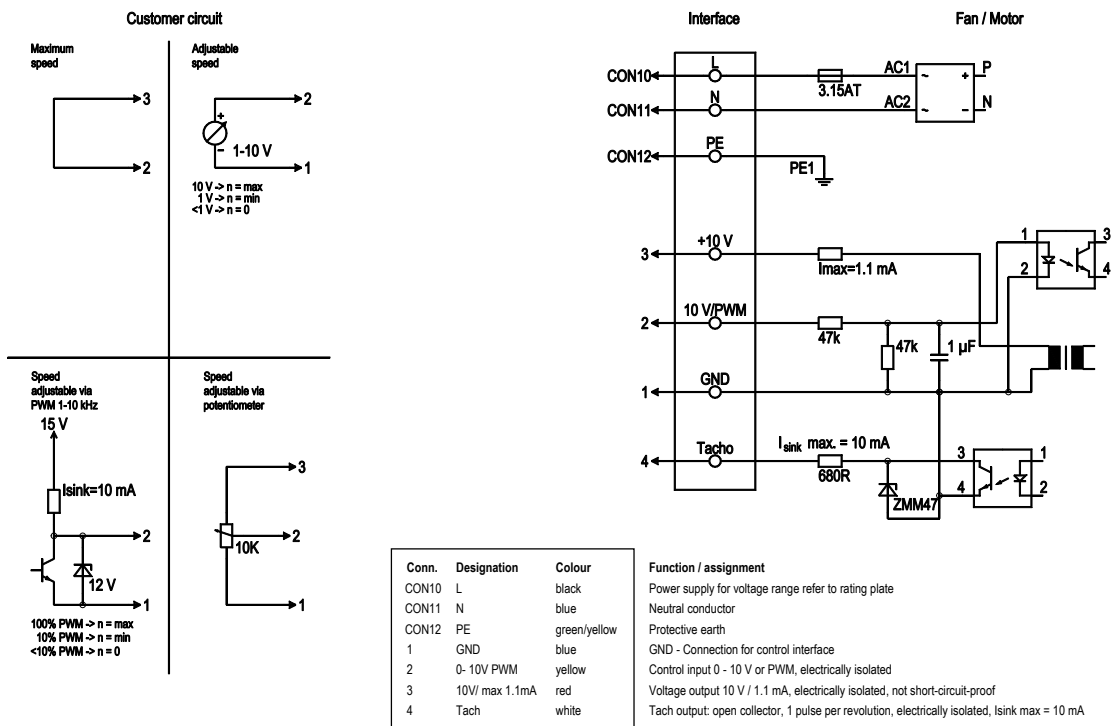 Customer circuit
Interface
Fan / Motor
Maximum
speed
3
2
Adjustable
speed
2
+
−
1-10 V
1
10 V -> n = max
1 V -> n = min
<1 V -> n = 0
Speed
adjustable via
PWM 1-10 kHz
15 V
Isink=10 mA
2
12 V
1
100% PWM -> n = max
10% PWM -> n = min
<10% PWM -> n = 0
Speed
adjustable via
potentiometer
3
2
10K
1
CON10
L
3.15AT
AC1
~
+
P
CON11
N
AC2
~
−
N
CON12
PE
PE1
3
+10 V
Imax=1.1 mA
1
2
3
4
2
10 V/PWM
47k
47k
1 µF
1
GND
4
Tacho
Isink max. = 10 mA
680R
ZMM47
3
4
1
2
Conn. Designation Colour Function / assignment
CON10 L black Power supply for voltage range refer to rating plate
CON11 N blue Neutral conductor
CON12 PE green/yellow Protective earth
1 GND blue GND - Connection for control interface
2 0- 10V PWM yellow Control input 0 - 10 V or PWM, electrically isolated
3 10V/ max 1.1mA red Voltage output 10 V / 1.1 mA, electrically isolated, not short-circuit-proof
4 Tach white Tach output: open collector, 1 pulse per revolution, electrically isolated, Isink max = 10 mA